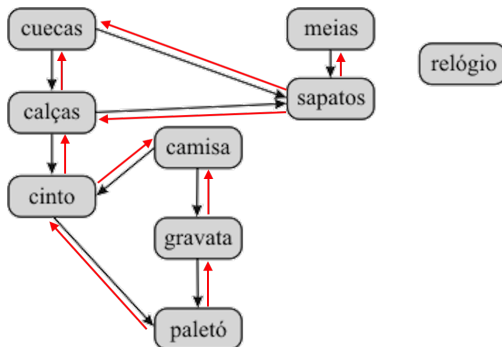 cuecas
meias
relógio
calças
sapatos
camisa
cinto
gravata
paletó